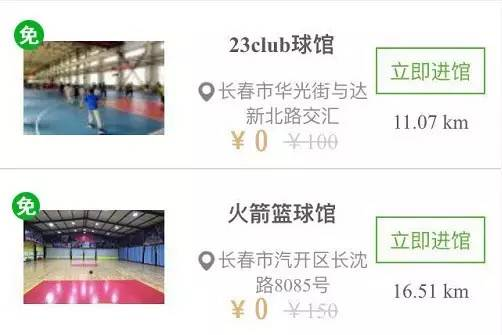 免
23club球馆
长春市华光街与达
新北路交汇
¥0 ¥100
立即进馆
11.07 km
免
火箭篮球馆
长春市汽开区长沈
路8085号
¥0 ¥150
立即进馆
16.51 km